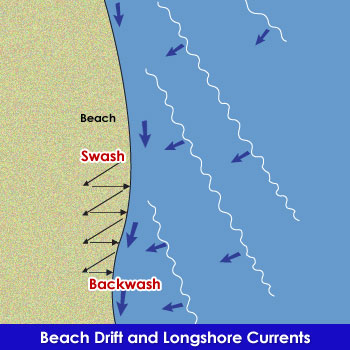 Beach
Swash
Backwash
Beach Drift and Longshore Currents